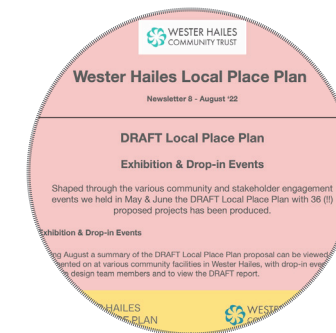 WESTER HAILES
COMMUNITY TRUST
Wester Hailes Local Place Plan
Newsletter 8 - August '22
DRAFT Local Place Plan
Exhibition & Drop-in Events
Shaped through the various community and stakeholder engagement
events we held in May & June the DRAFT Local Place Plan with 36 (!!)
proposed projects has been produced.
Exhibition & Drop-in Events
August a summary of the DRAFT Local Place Plan proposal can be viewed
on at various community facilities in Wester Hailes, with drop-in
design team members and to view the DRAFT report.
HAILES
PLAN